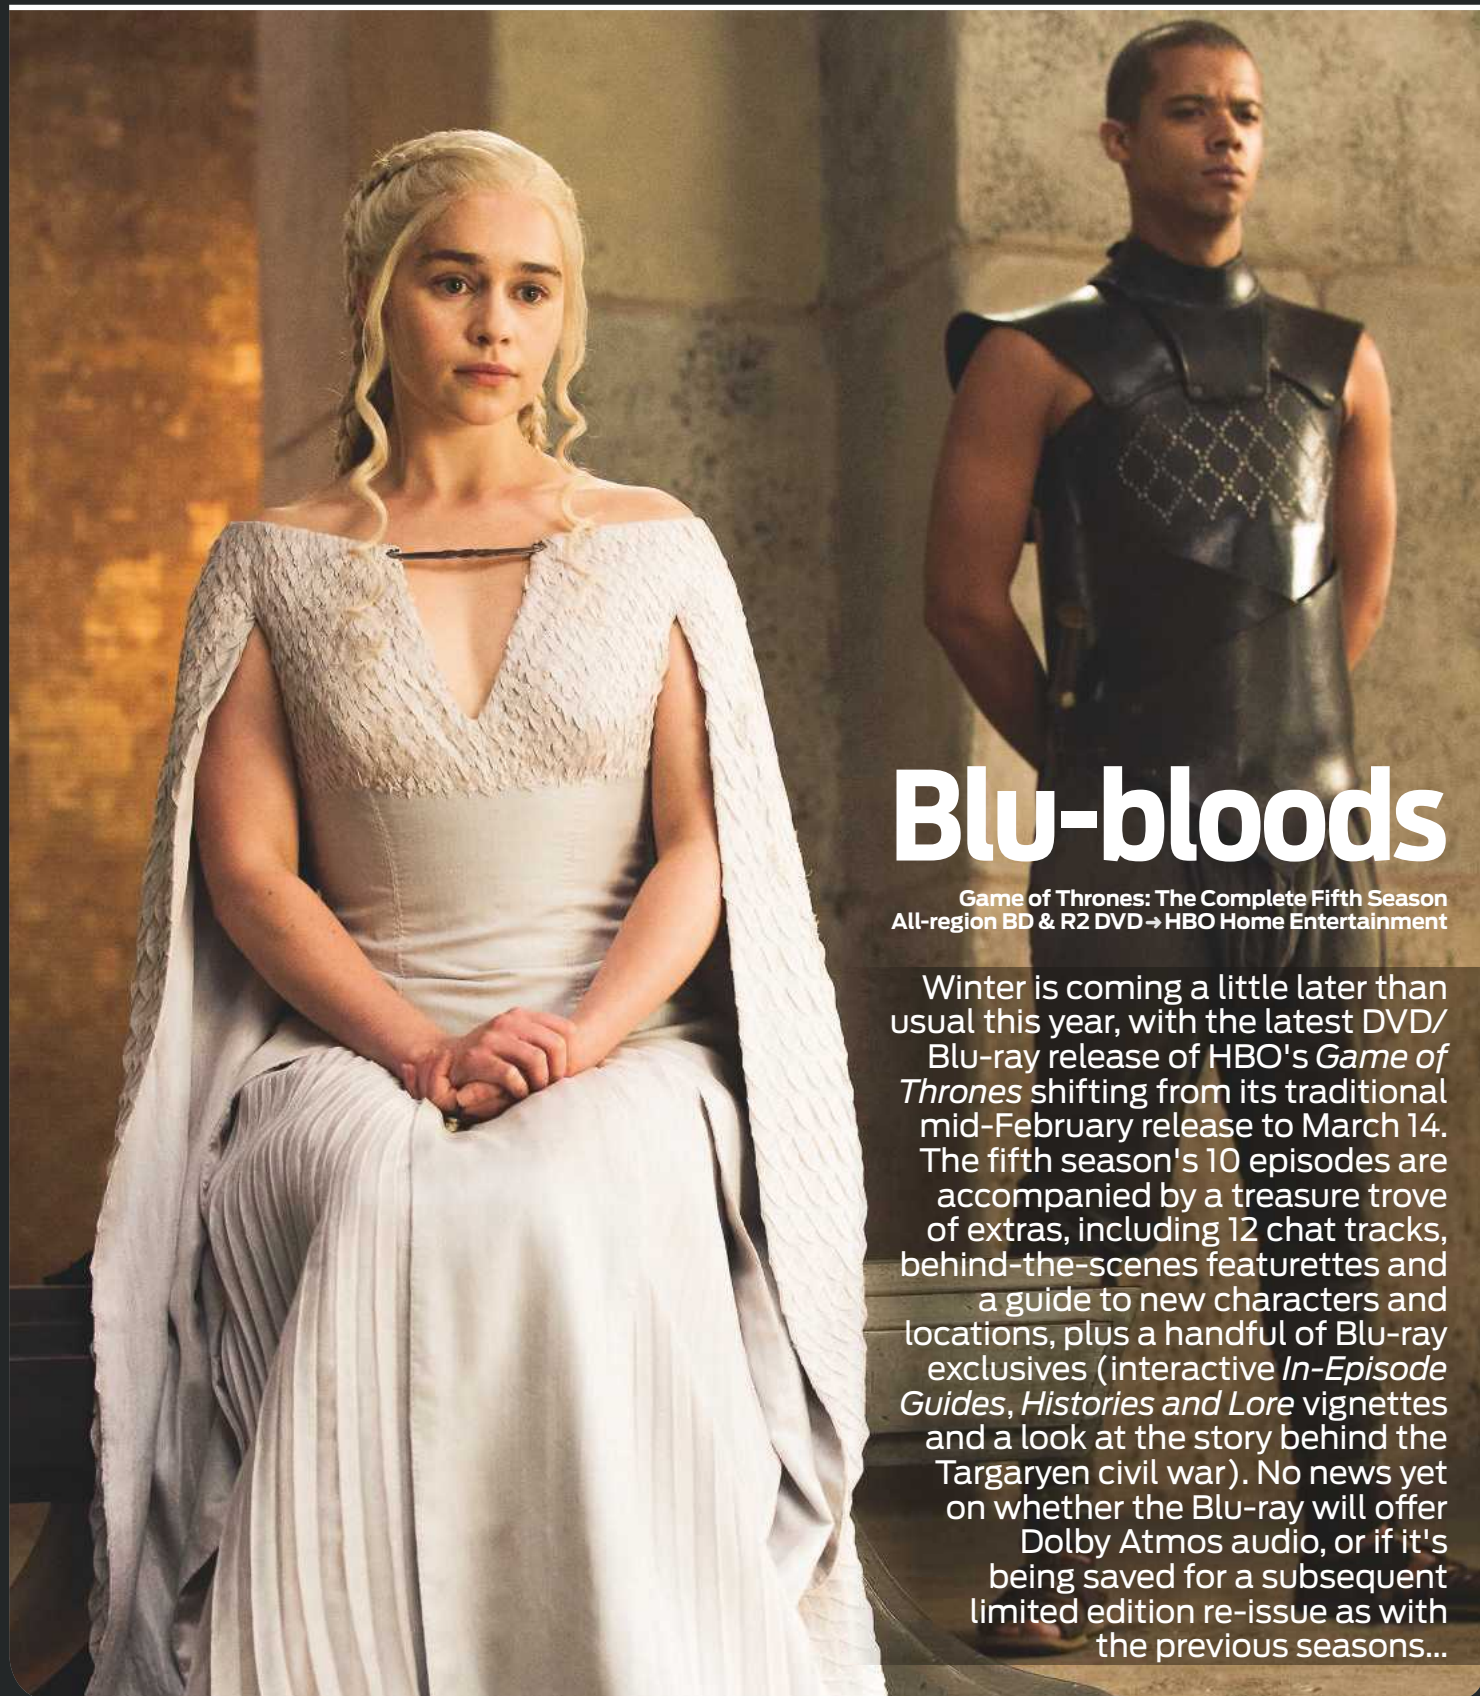 Blu-bloods
Game of Thrones: The Complete Fifth Season
All-region BD & R2 DVD→HBO Home Entertainment
Winter is coming a little later than
usual this year, with the latest DVD/
Blu-ray release of HBO's Game of
Thrones shifting from its traditional
mid-February release to March 14.
The fifth season's 10 episodes are
accompanied by a treasure trove
of extras, including 12 chat tracks,
behind-the-scenes featurettes and
a guide to new characters and
locations, plus a handful of Blu-ray
exclusives (interactive In-Episode
Guides, Histories and Lore vignettes
and a look at the story behind the
Targaryen civil war). No news yet
on whether the Blu-ray will offer
Dolby Atmos audio, or if it's
being saved for a subsequent
limited edition re-issue as with
the previous seasons...